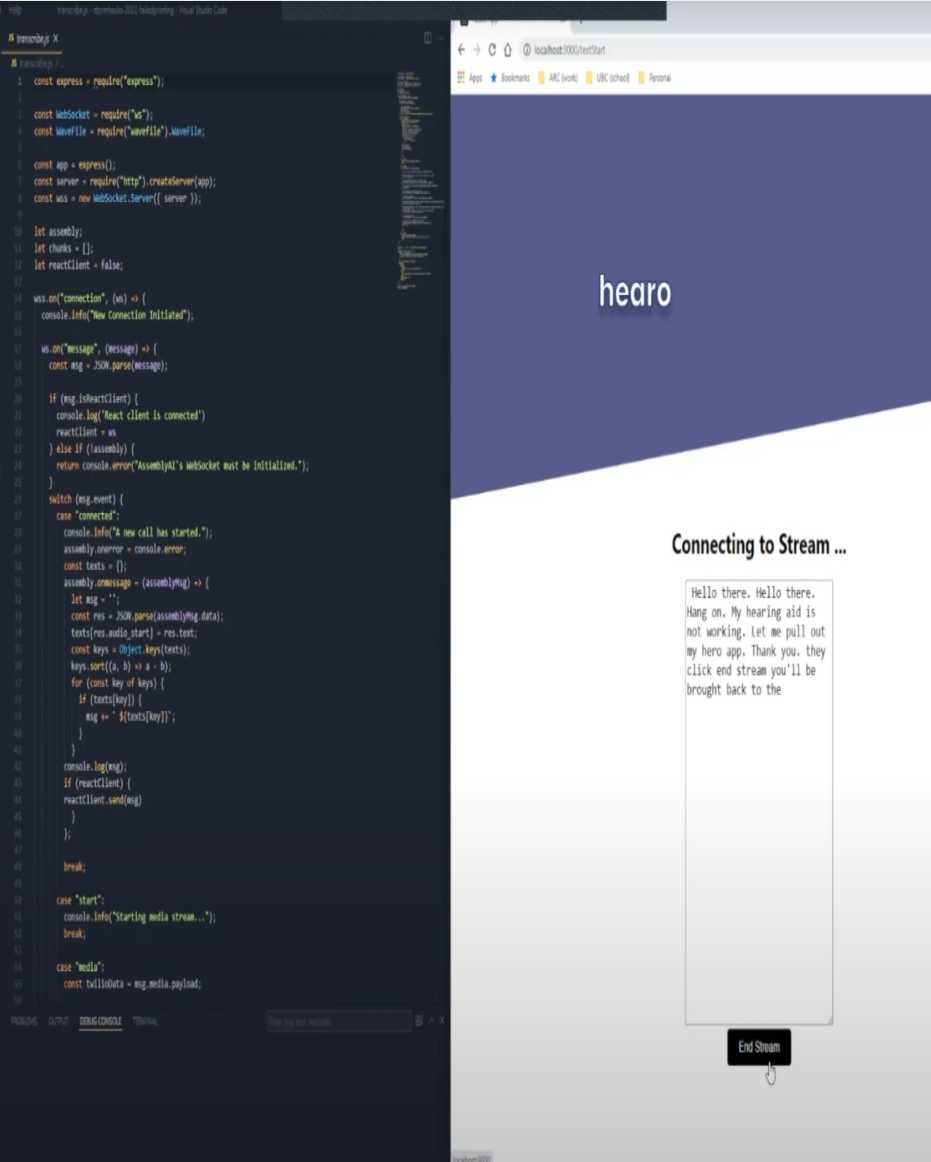 Help
transcribe.js - stormhacks-2022-failedprinting - Visual Studio Code
transcribe.js X
transcribe.js > ...
1 const express = require("express");
2
3 const WebSocket = require("ws");
4 const WaveFile = require("wavefile").WaveFile;
5
6 const app = express();
7 const server = require("http").createServer(app);
8 const wss = new WebSocket.Server({ server });
9
10 let assembly;
11 let chunks = [];
12 let reactClient = false;
13
14 wss.on("connection", (ws) => {
15 console.info("New Connection Initiated");
16
17 ws.on("message", (message) => {
18 const msg = JSON.parse(message);
19
20 if (msg.isReactClient) {
21 console.log('React client is connected')
22 reactClient = ws
23 } else if (!assembly) {
24 return console.error("AssemblyAI's WebSocket must be initialized.");
25 }
26 switch (msg.event) {
27 case "connected":
28 console.info("A new call has started.");
29 assembly.onerror = console.error;
30 const texts = {};
31 assembly.onmessage = (assemblyMsg) => {
32 let msg = '';
33 const res = JSON.parse(assemblyMsg.data);
34 texts[res.audio_start] = res.text;
35 const keys = Object.keys(texts);
36 keys.sort((a, b) => a - b);
37 for (const key of keys) {
38 if (texts[key]) {
39 msg += ` ${texts[key]}`;
40 }
41 }
42 console.log(msg);
43 if (reactClient) {
44 reactClient.send(msg)
45 }
46 };
47
48 break;
49
50 case "start":
51 console.info("Starting media stream...");
52 break;
53
54 case "media":
55 const twilioData = msg.media.payload;
56
PROBLEMS OUTPUT DEBUG CONSOLE TERMINAL
localhost:3000/textStart
Apps Bookmarks ARC (work) UBC (school) Personal
hearo
Connecting to Stream ...
Hello there. Hello there.
Hang on. My hearing aid is
not working. Let me pull out
my hero app. Thank you. they
click end stream you'll be
brought back to the
End Stream
localhost:3000